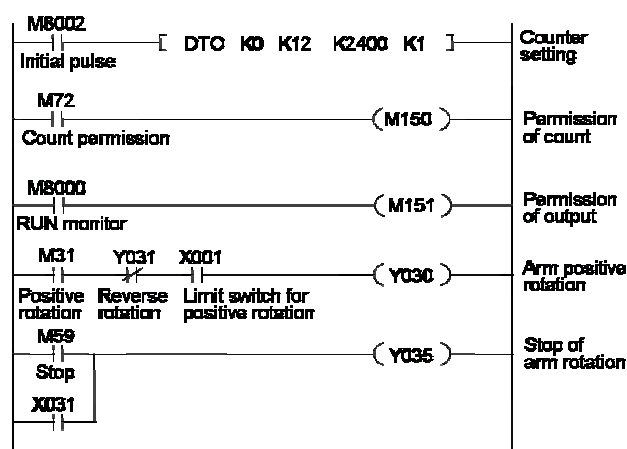 M8002
[ DTO K0 K12 K2400 K1 ]
Counter
setting
Initial pulse
M72
(M150)
Permission
of count
Count permission
M8000
(M151)
Permission
of output
RUN monitor
M31 Y031 X001
(Y030)
Arm positive
rotation
Positive Reverse Limit switch for
rotation rotation positive rotation
M59
(Y035)
Stop of
arm rotation
Stop
X031